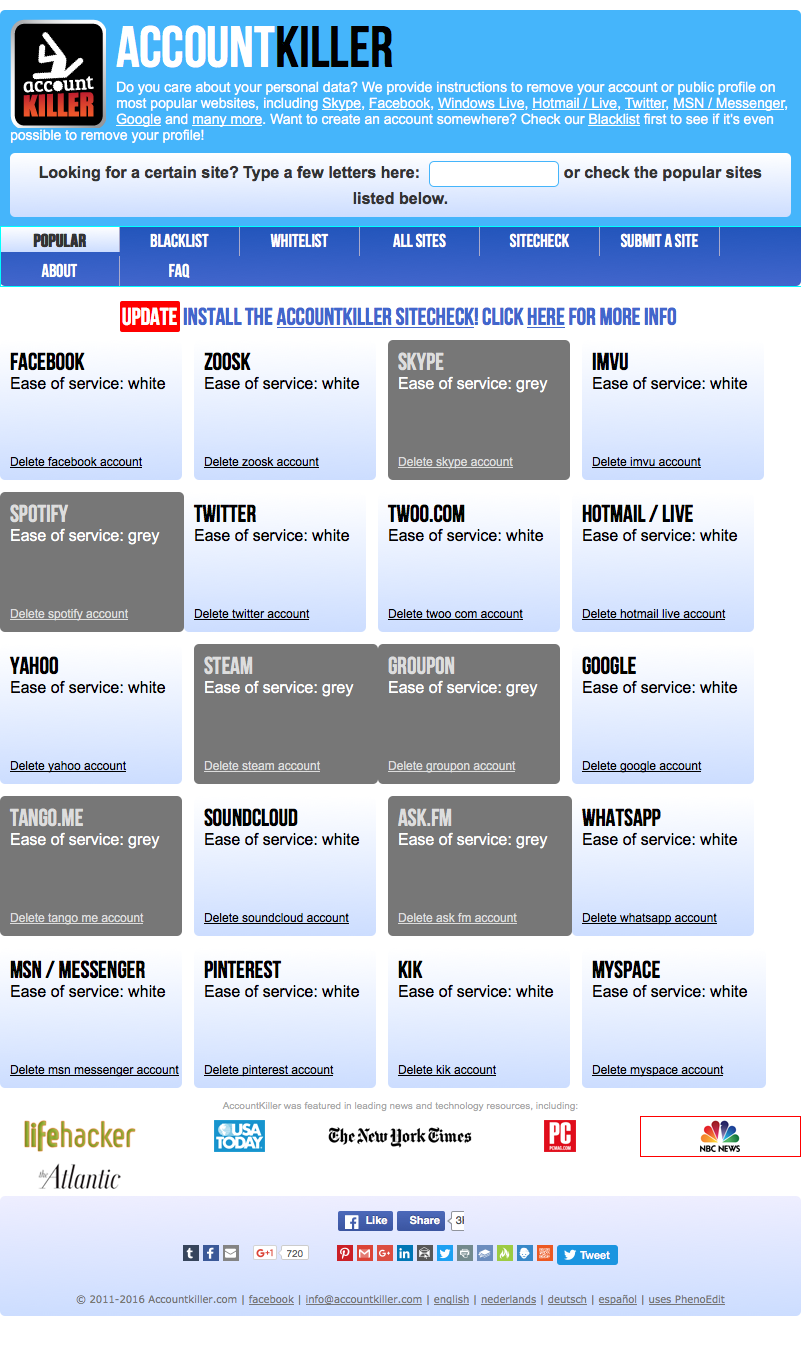 account
KILLER
ACCOUNTKILLER
Do you care about your personal data? We provide instructions to remove your account or public profile on
most popular websites, including Skype, Facebook, Windows Live, Hotmail / Live, Twitter, MSN / Messenger,
Google and many more. Want to create an account somewhere? Check our Blacklist first to see if it's even
possible to remove your profile!
Looking for a certain site? Type a few letters here: or check the popular sites
listed below.
POPULAR BLACKLIST WHITELIST ALL SITES SITECHECK SUBMIT A SITE
ABOUT FAQ
UPDATE INSTALL THE ACCOUNTKILLER SITECHECK! CLICK HERE FOR MORE INFO
FACEBOOK ZOOSK SKYPE IMVU
Ease of service: white Ease of service: white Ease of service: grey Ease of service: white
Delete facebook account Delete zoosk account Delete skype account Delete imvu account
SPOTIFY TWITTER TWOO.COM HOTMAIL / LIVE
Ease of service: grey Ease of service: white Ease of service: white Ease of service: white
Delete spotify account Delete twitter account Delete twoo com account Delete hotmail live account
YAHOO STEAM GROUPON GOOGLE
Ease of service: white Ease of service: grey Ease of service: grey Ease of service: white
Delete yahoo account Delete steam account Delete groupon account Delete google account
TANGO.ME SOUNDCLOUD ASK.FM WHATSAPP
Ease of service: grey Ease of service: white Ease of service: grey Ease of service: white
Delete tango me account Delete soundcloud account Delete ask fm account Delete whatsapp account
MSN / MESSENGER PINTEREST KIK MYSPACE
Ease of service: white Ease of service: white Ease of service: white Ease of service: white
Delete msn messenger account Delete pinterest account Delete kik account Delete myspace account
AccountKiller was featured in leading news and technology resources, including:
lifehacker USA TODAY The New York Times PC PCMAG.COM NBC NEWS
the Atlantic
Like Share
G+1 720 Tweet
© 2011-2016 Accountkiller.com | facebook | info@accountkiller.com | english | nederlands | deutsch | español | uses PhenoEdit